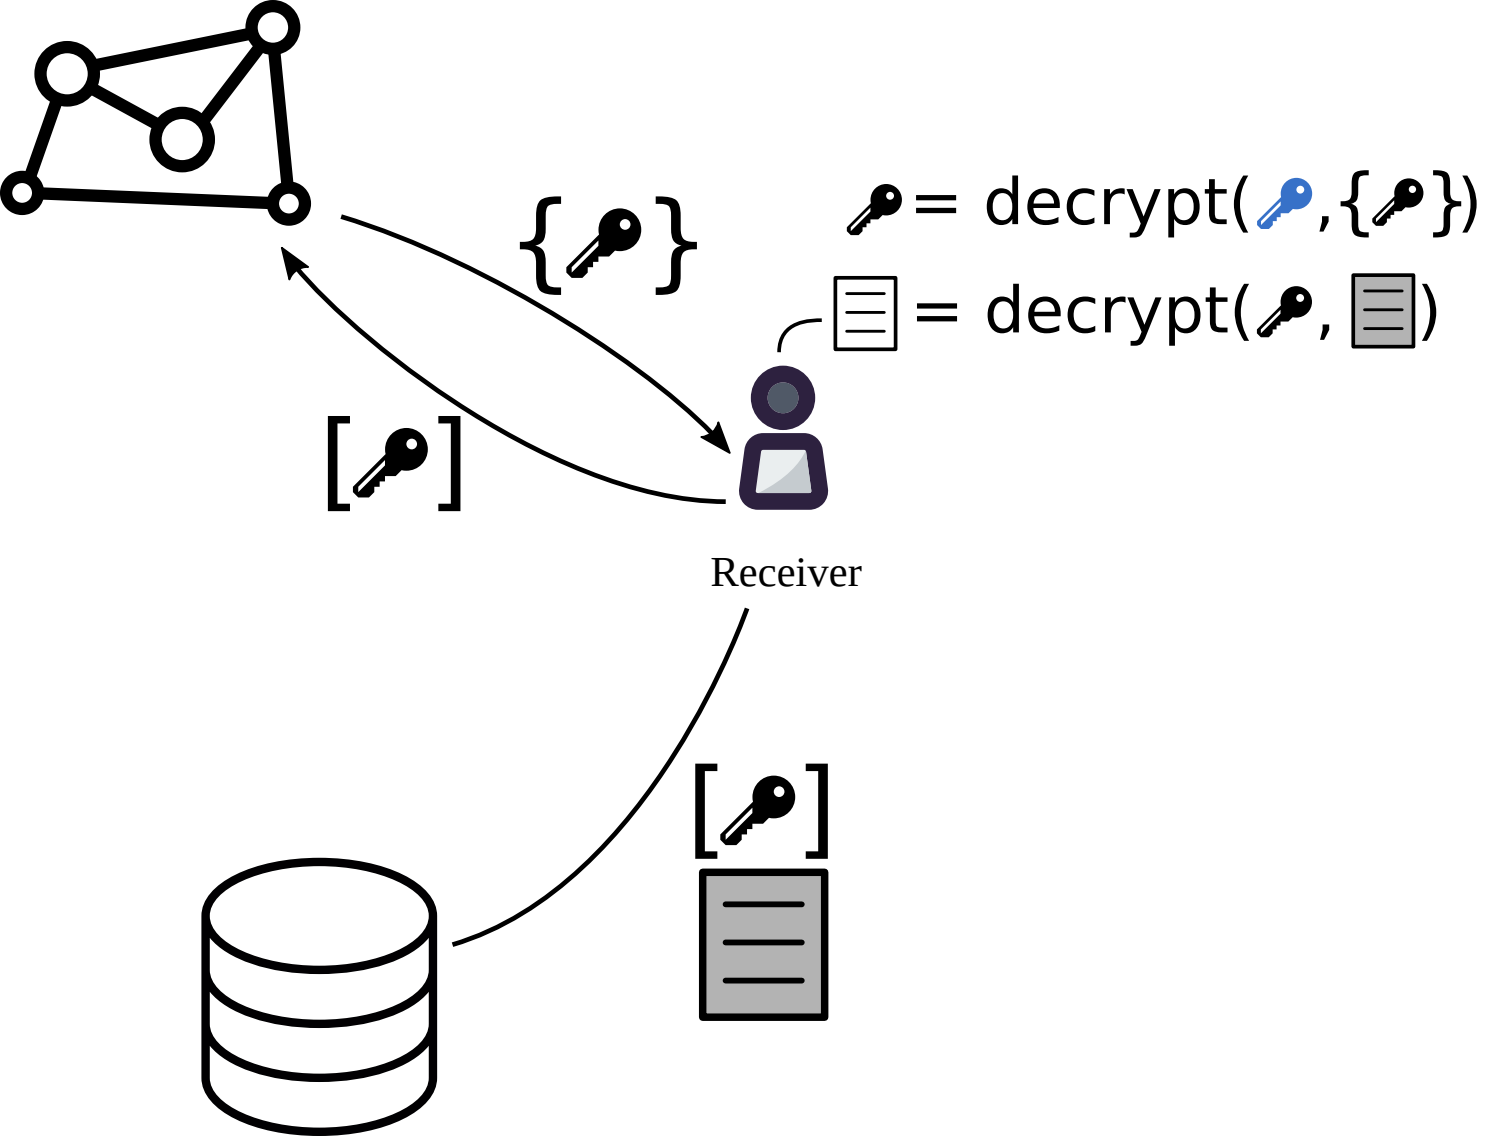 { }
= decrypt( ,{ })
= decrypt( , )
[ ]
Receiver
[ ]